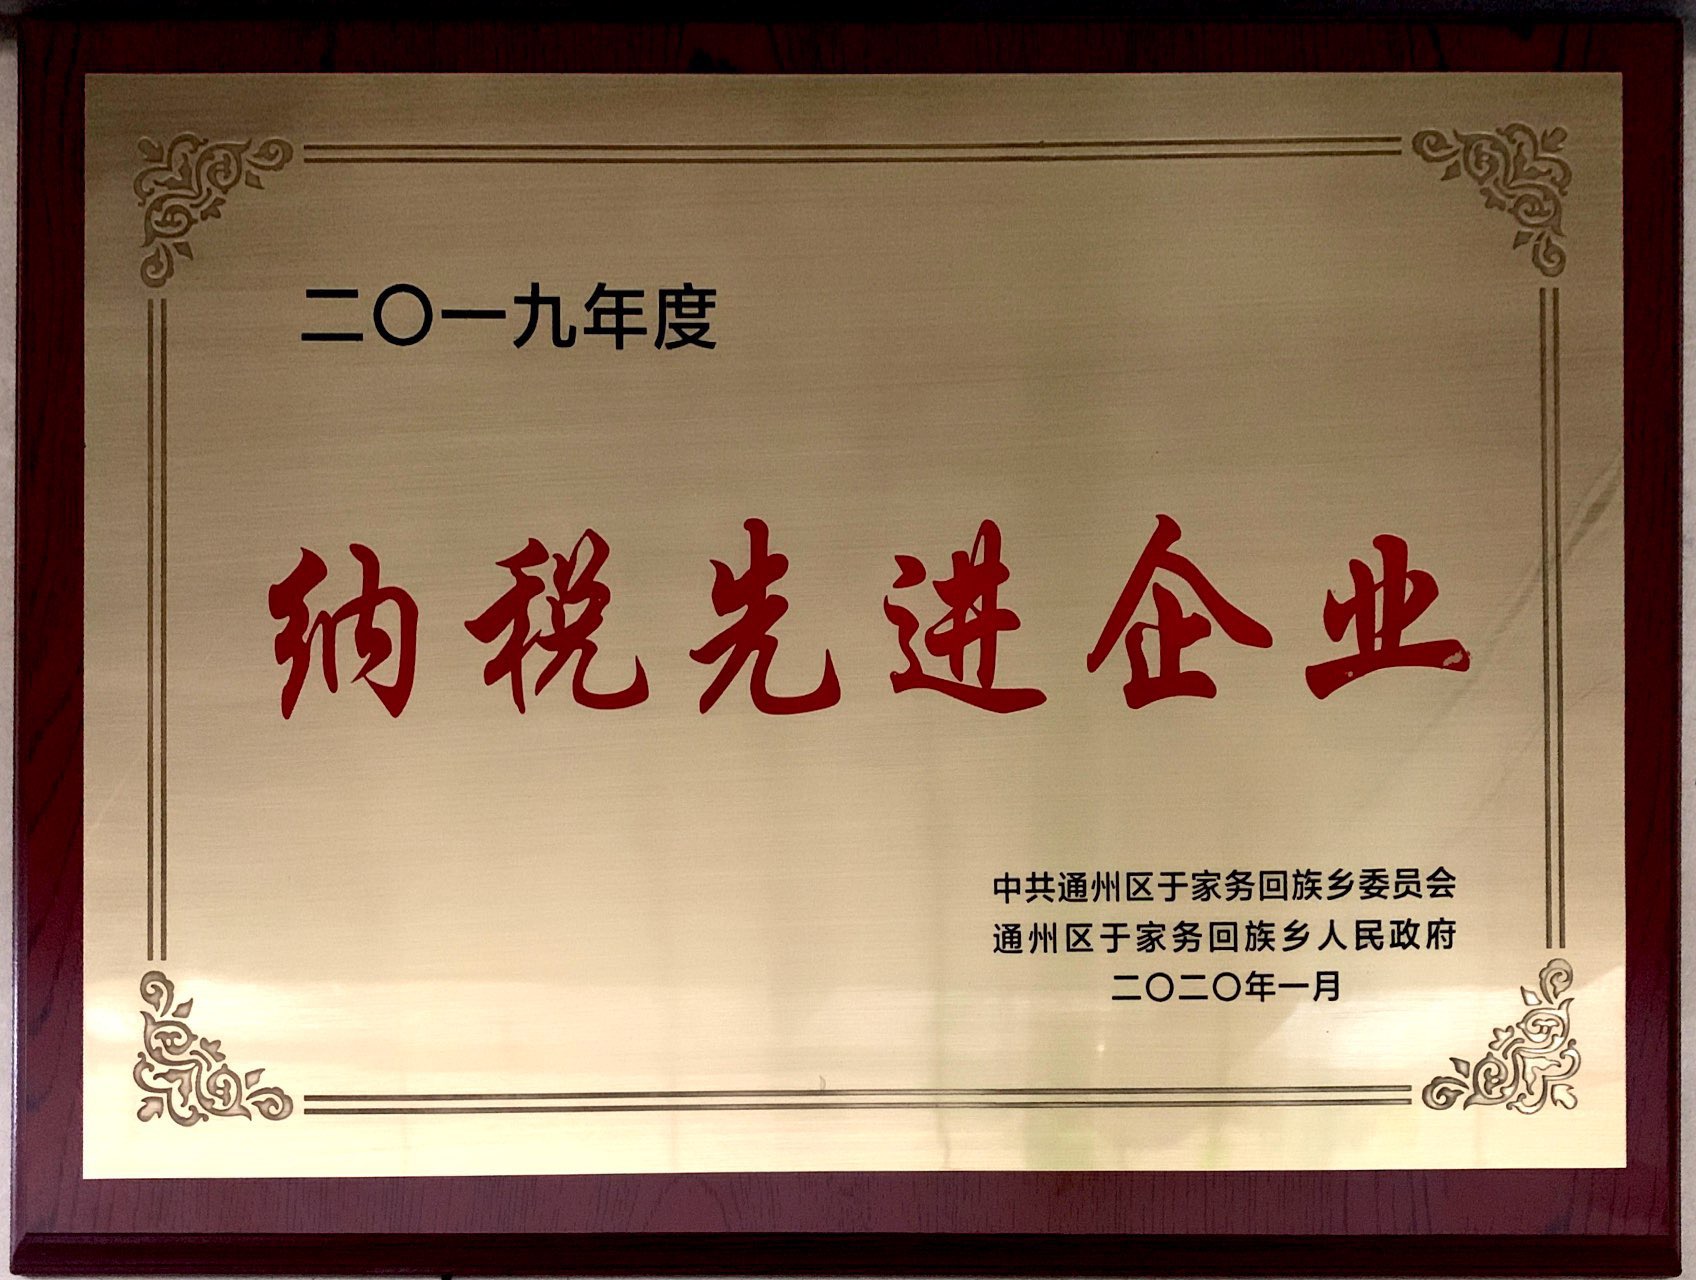 二〇一九年度
纳税先进企业
中共通州区于家务回族乡委员会
通州区于家务回族乡人民政府
二〇二〇年一月